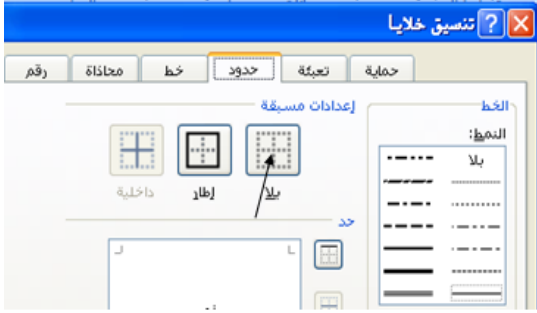 تنسيق خلايا
رقم محاذاة خط حدود تعبئة حماية
الخط
النمط:
بلا
إعدادات مسبقة
بلا إطار داخلية
حد